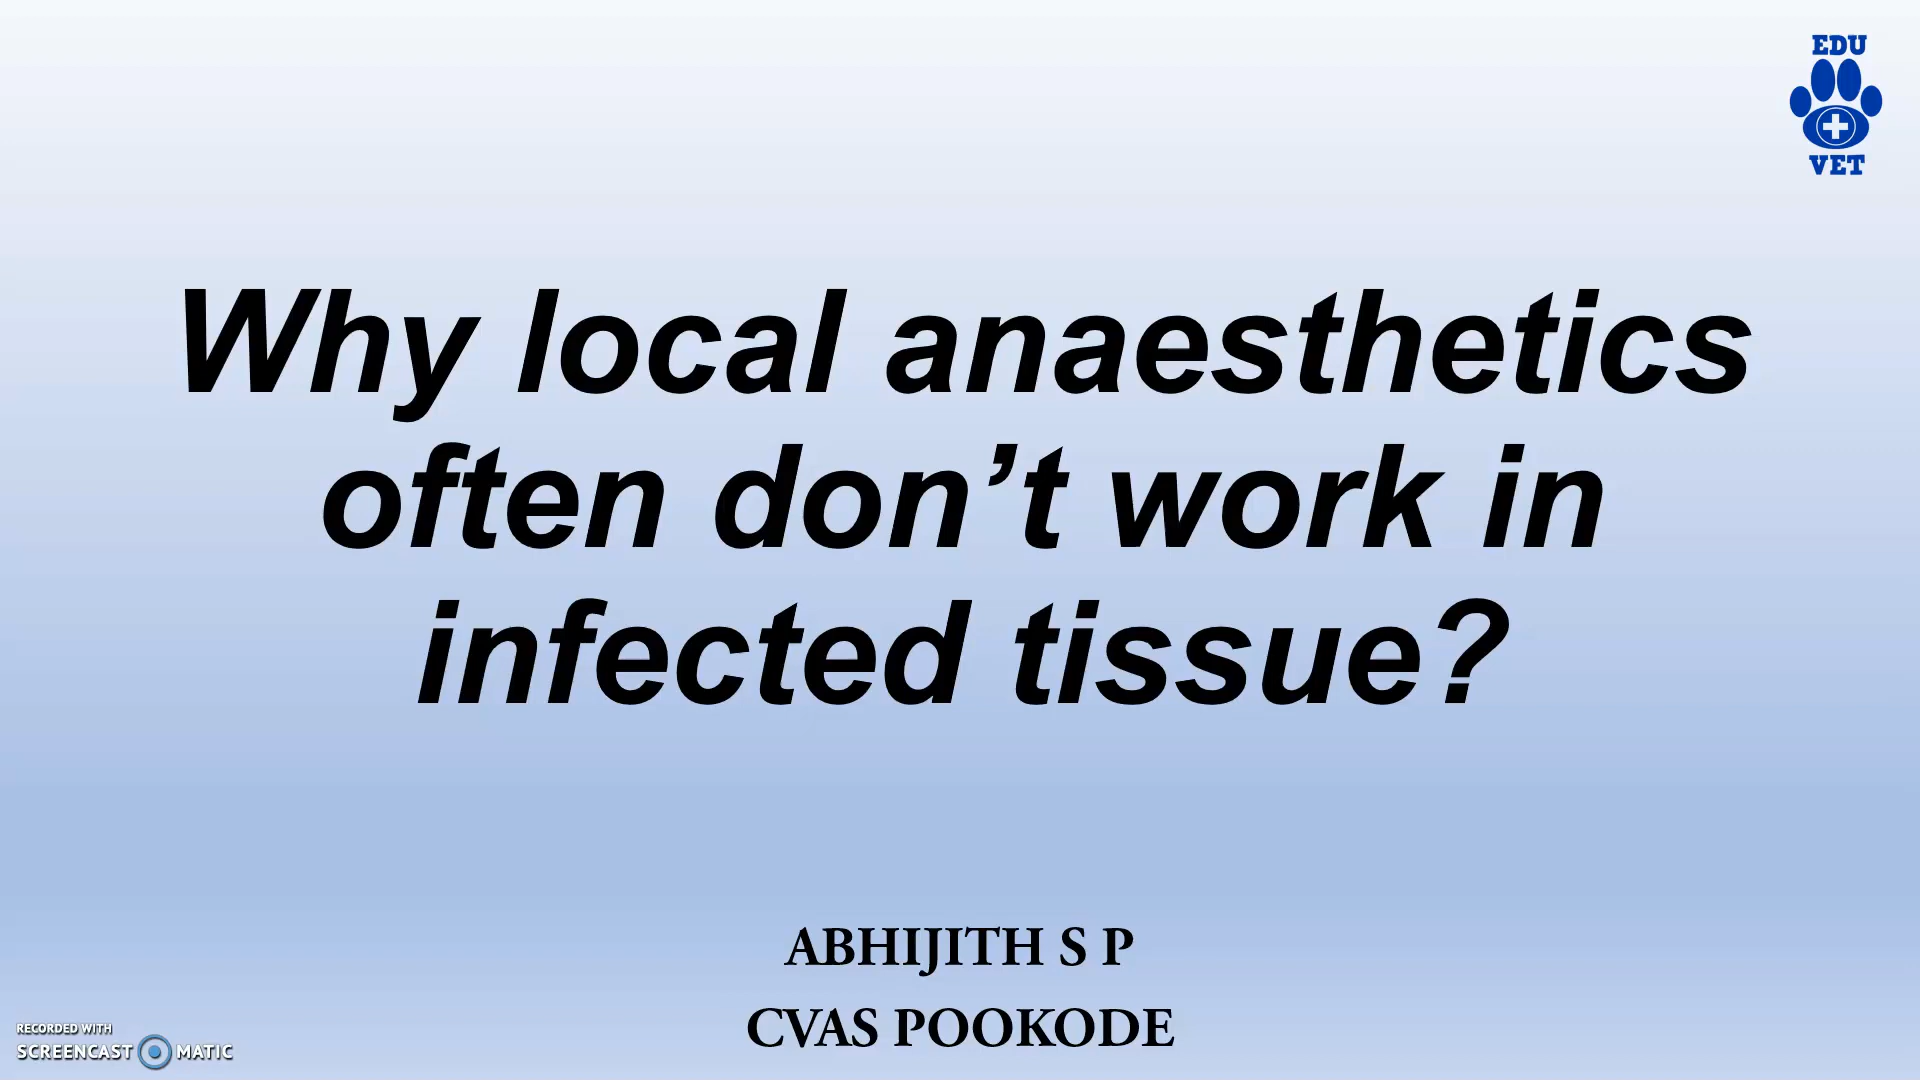 EDU
VET
Why local anaesthetics
often don’t work in
infected tissue?
ABHIJITH S P
CVAS POOKODE
RECORDED WITH
SCREENCAST MATIC